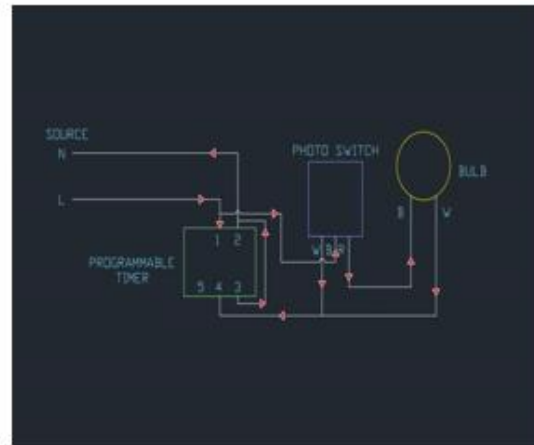 SOURCE
N
L
PHOTO SWITCH
BULB
B W
W B R
1 2
PROGRAMMABLE
TIMER
5 4 3